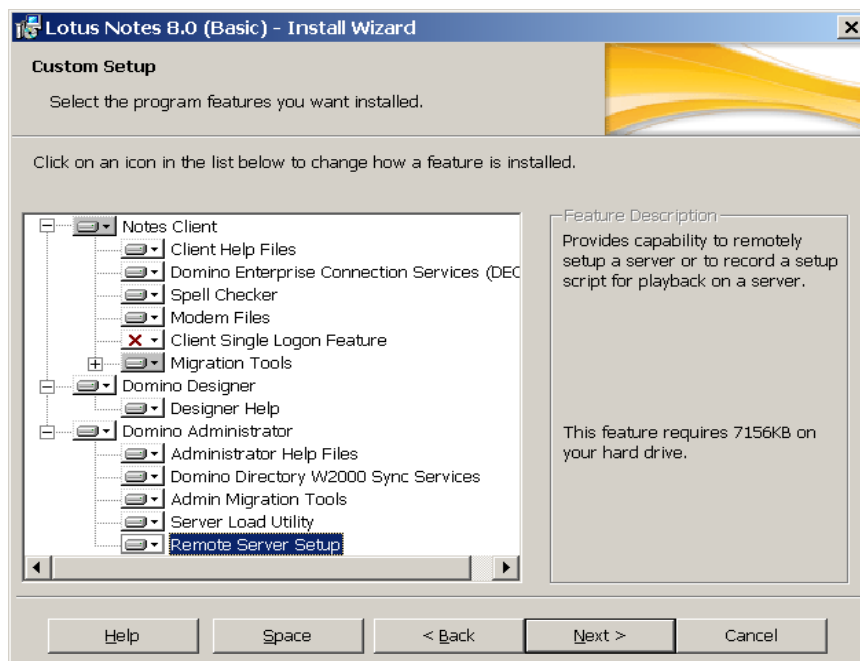 Lotus Notes 8.0 (Basic) - Install Wizard
Custom Setup
Select the program features you want installed.
Click on an icon in the list below to change how a feature is installed.
Notes Client
Client Help Files
Domino Enterprise Connection Services (DEC
Spell Checker
Modem Files
Client Single Logon Feature
Migration Tools
Domino Designer
Designer Help
Domino Administrator
Administrator Help Files
Domino Directory W2000 Sync Services
Admin Migration Tools
Server Load Utility
Remote Server Setup
Feature Description
Provides capability to remotely
setup a server or to record a setup
script for playback on a server.
This feature requires 7156KB on
your hard drive.
Help
Space
< Back
Next >
Cancel